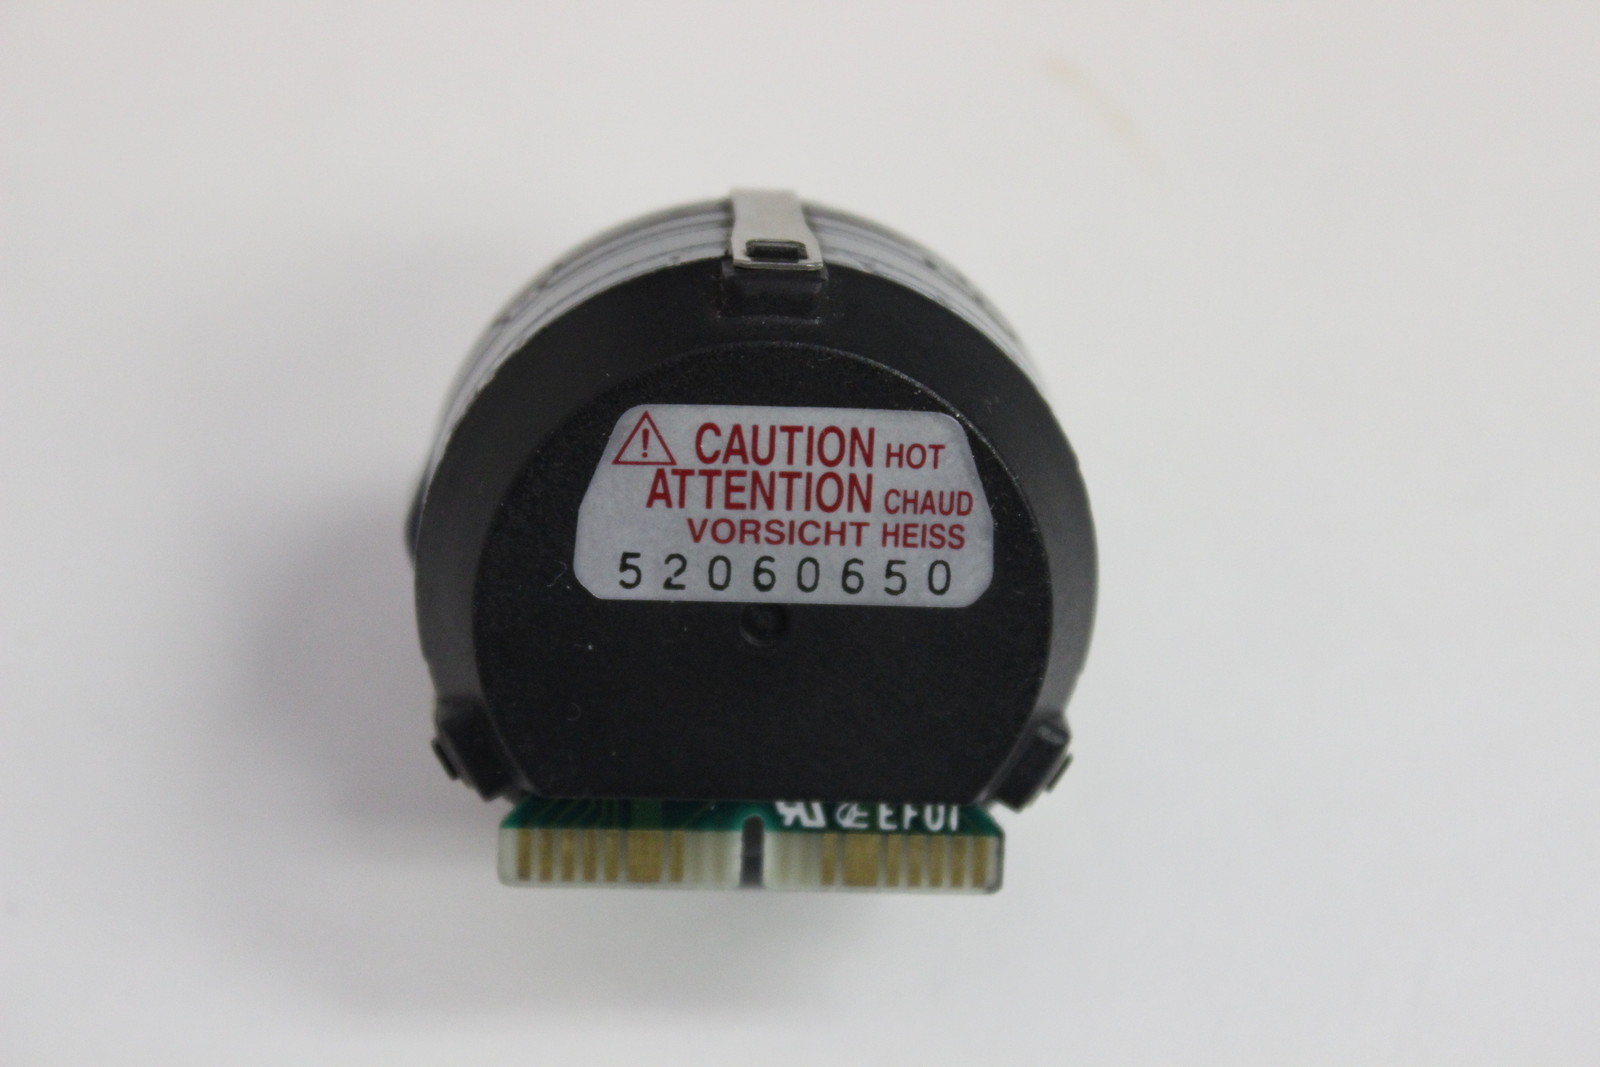 CAUTION HOT
ATTENTION CHAUD
VORSICHT HEISS
52060650